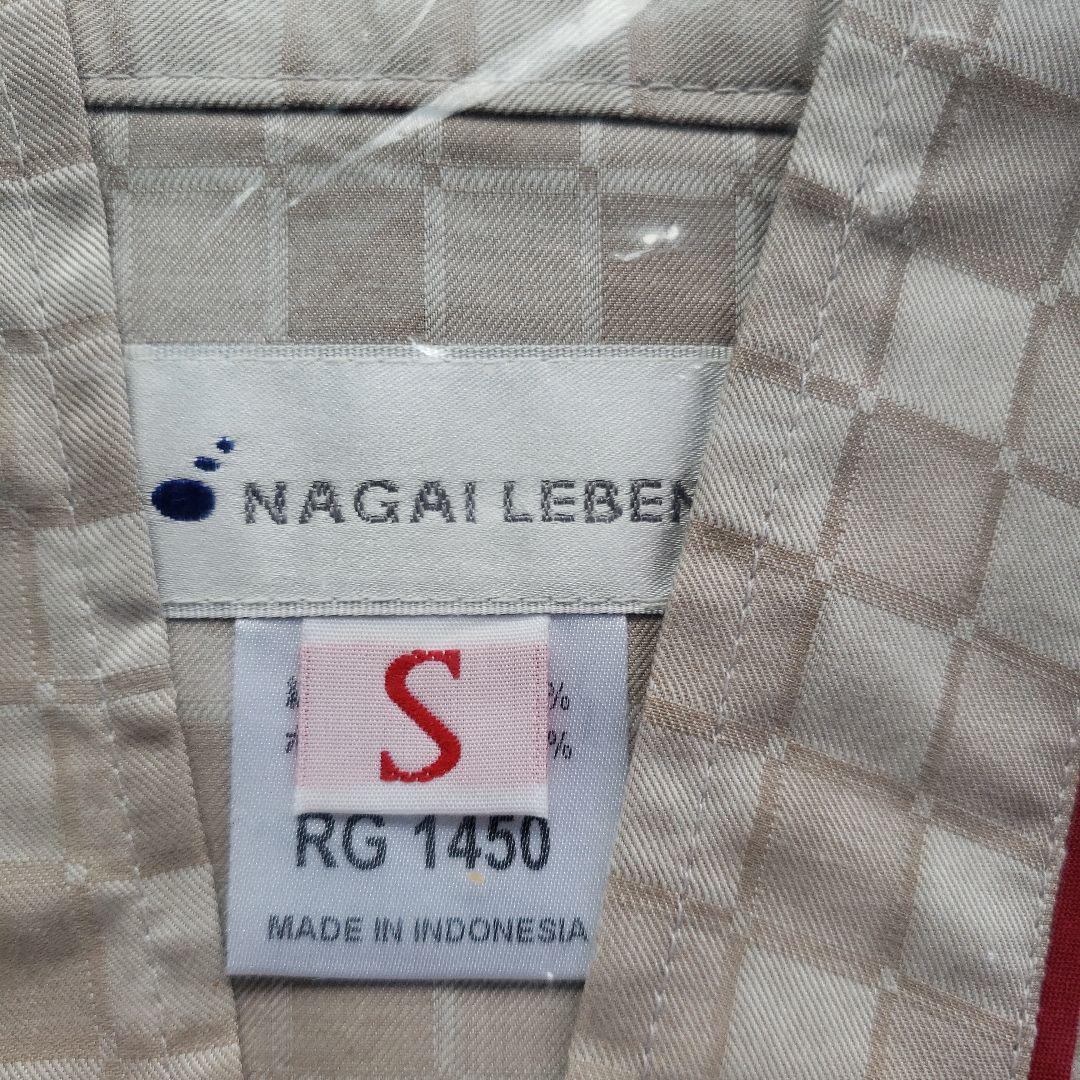 NAGAI LEBEN
S
%
%
RG 1450
MADE IN INDONESIA